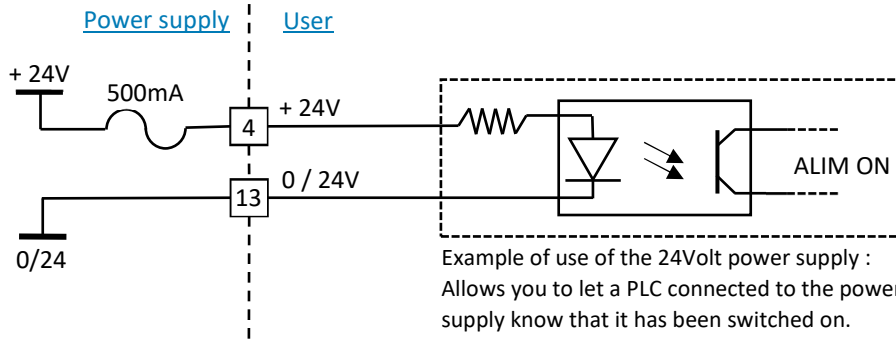 Power supply
User
+ 24V
500mA
4
+ 24V
13
0 / 24V
0/24
ALIM ON
Example of use of the 24Volt power supply :
Allows you to let a PLC connected to the power
supply know that it has been switched on.